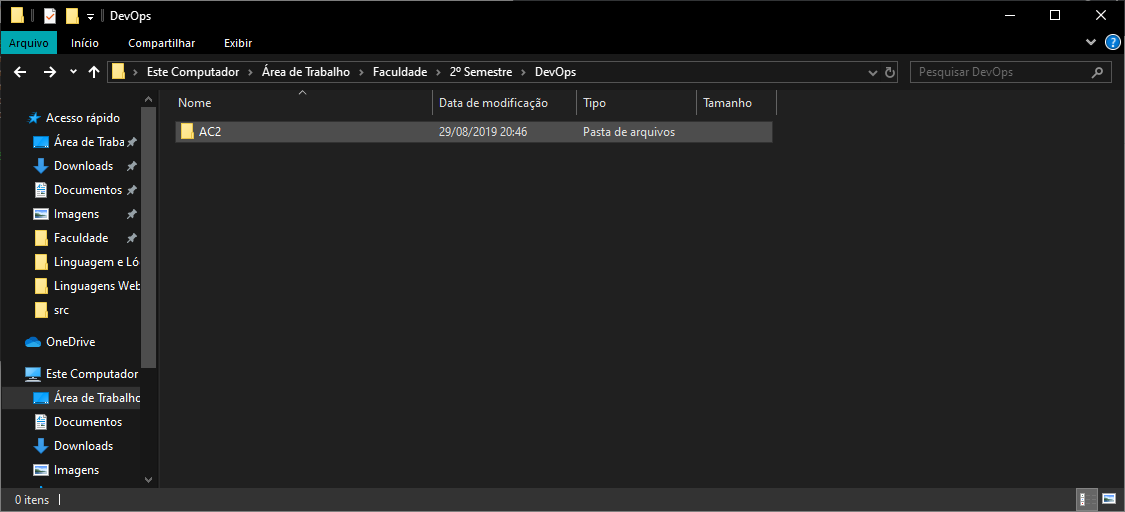 DevOps
Arquivo Início Compartilhar Exibir
Este Computador Área de Trabalho Faculdade 2º Semestre DevOps
Pesquisar DevOps
Nome Data de modificação Tipo Tamanho
AC2 29/08/2019 20:46 Pasta de arquivos
Acesso rápido
Área de Traba
Downloads
Documentos
Imagens
Faculdade
Linguagem e Ló
Linguagens Web
src
OneDrive
Este Computador
Área de Trabalho
Documentos
Downloads
Imagens
0 itens